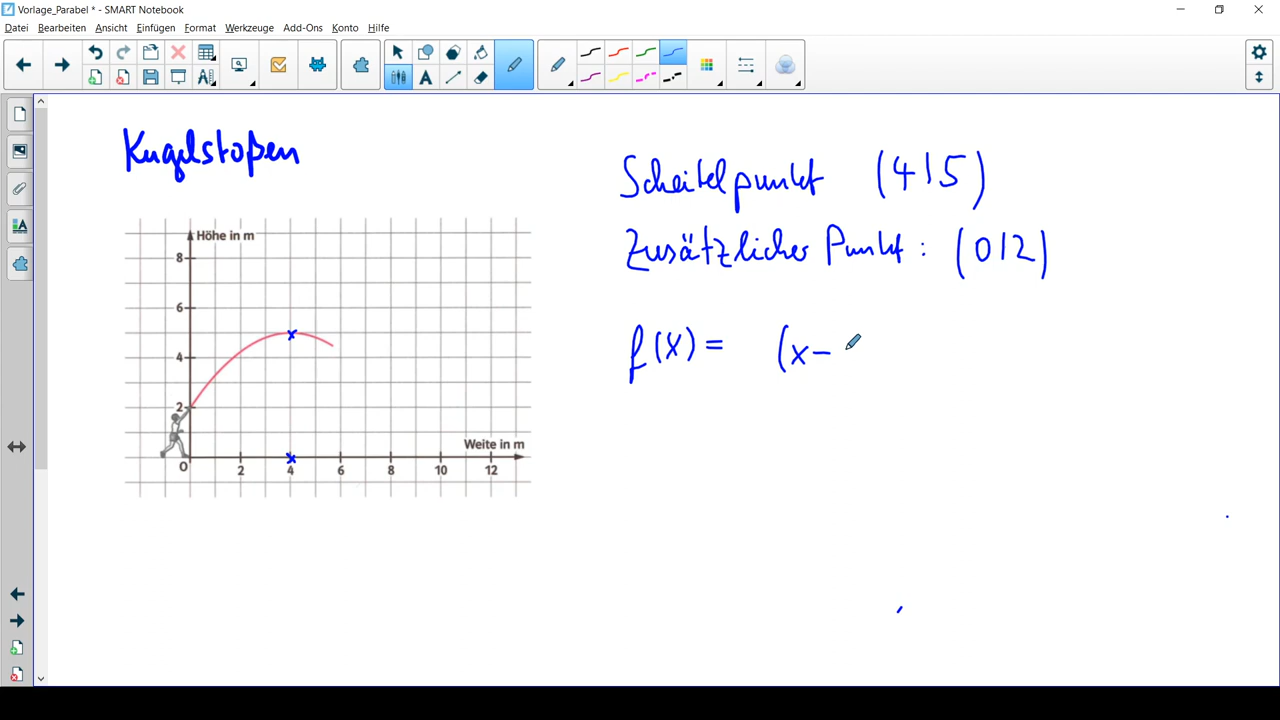 Vorlage_Parabel * - SMART Notebook
Datei Bearbeiten Ansicht Einfügen Format Werkzeuge Add-Ons Konto Hilfe
Kugelstoßen
Scheitelpunkt (4|5)
Zusätzlicher Punkt : (0|2)
f(x) = (x-
Höhe in m
8
6
4
2
Weite in m
0 2 4 6 8 10 12